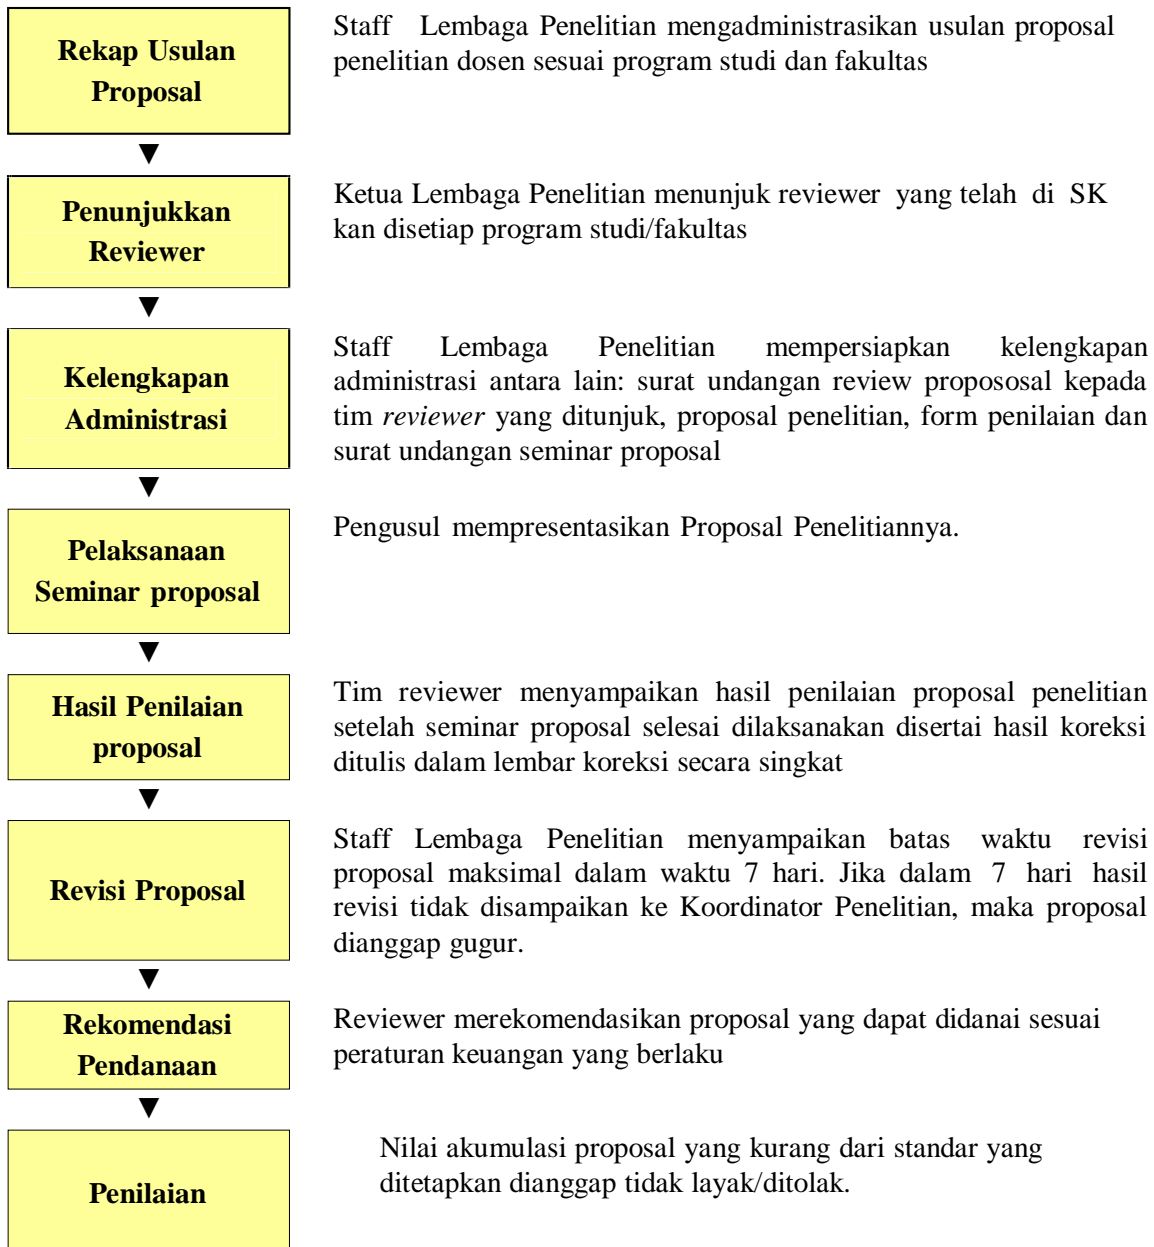 Rekap Usulan
Proposal
Staff Lembaga Penelitian mengadministrasikan usulan proposal
penelitian dosen sesuai program studi dan fakultas
▼
Penunjukkan
Reviewer
Ketua Lembaga Penelitian menunjuk reviewer yang telah di SK
kan disetiap program studi/fakultas
▼
Kelengkapan
Administrasi
Staff Lembaga Penelitian mempersiapkan kelengkapan
administrasi antara lain: surat undangan review propososal kepada
tim reviewer yang ditunjuk, proposal penelitian, form penilaian dan
surat undangan seminar proposal
▼
Pelaksanaan
Seminar proposal
Pengusul mempresentasikan Proposal Penelitiannya.
▼
Hasil Penilaian
proposal
Tim reviewer menyampaikan hasil penilaian proposal penelitian
setelah seminar proposal selesai dilaksanakan disertai hasil koreksi
ditulis dalam lembar koreksi secara singkat
▼
Revisi Proposal
Staff Lembaga Penelitian menyampaikan batas waktu revisi
proposal maksimal dalam waktu 7 hari. Jika dalam 7 hari hasil
revisi tidak disampaikan ke Koordinator Penelitian, maka proposal
dianggap gugur.
▼
Rekomendasi
Pendanaan
Reviewer merekomendasikan proposal yang dapat didanai sesuai
peraturan keuangan yang berlaku
▼
Penilaian
Nilai akumulasi proposal yang kurang dari standar yang
ditetapkan dianggap tidak layak/ditolak.